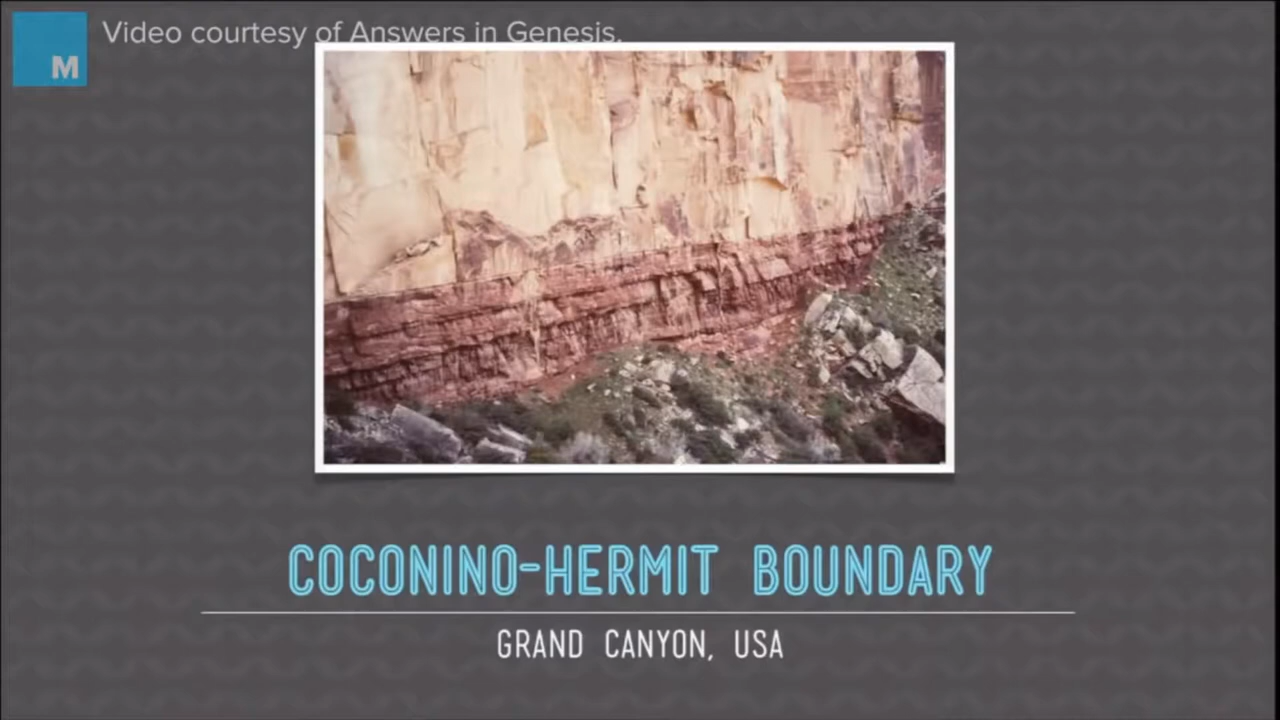 Video courtesy of Answers in Genesis.
M
COCONINO-HERMIT BOUNDARY
GRAND CANYON, USA